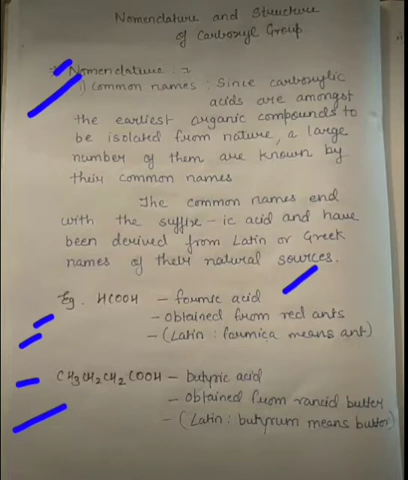 Nomenclature and Structure
of Carboxyl Group
* Nomenclature : →
i) Common names : Since carboxylic
acids are amongst
the earliest organic compounds to
be isolated from nature, a large
number of them are known by
their common names
The common names end
with the suffix - ic acid and have
been derived from Latin or Greek
names of their natural sources.
Eg. HCOOH - formic acid
- obtained from red ants
- (Latin : formica means ant)
CH3CH2CH2COOH - butyric acid
- obtained from rancid butter
- (Latin : butyrum means butter)